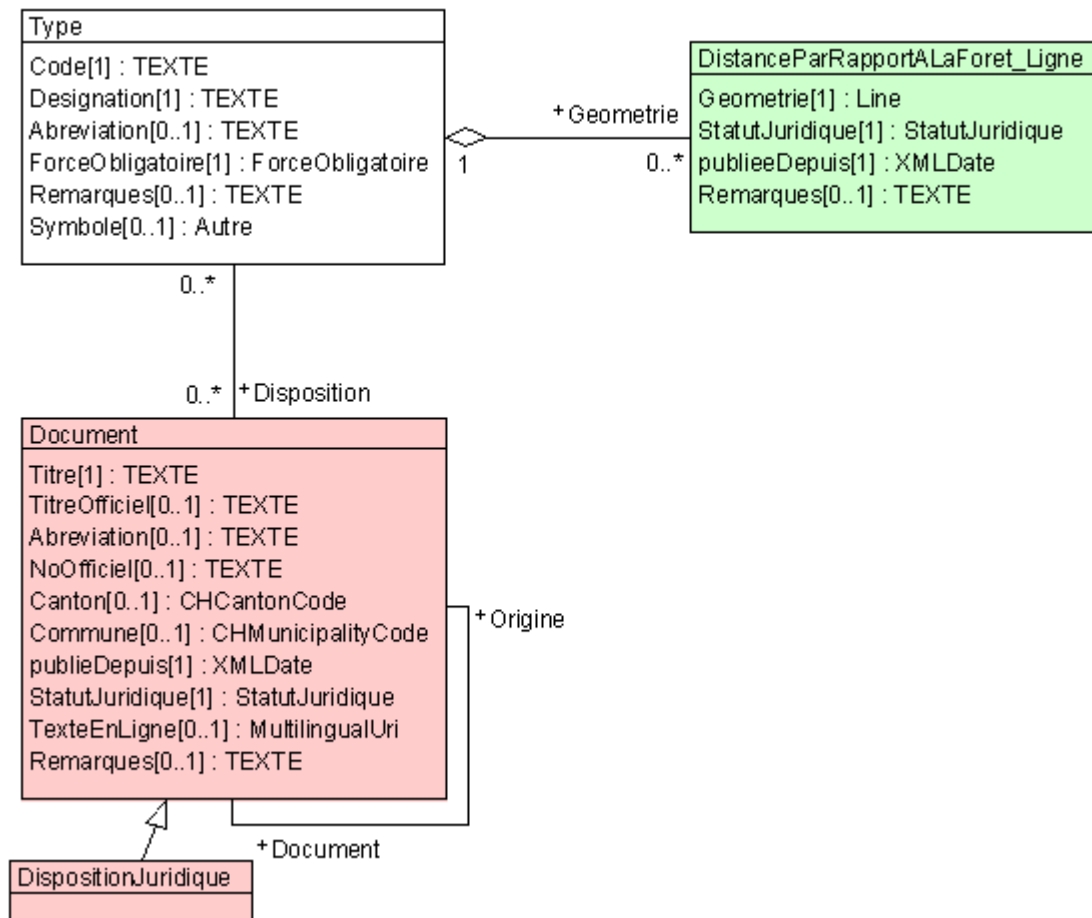 Type
Code[1] : TEXTE
Designation[1] : TEXTE
Abreviation[0..1] : TEXTE
ForceObligatoire[1] : ForceObligatoire
Remarques[0..1] : TEXTE
Symbole[0..1] : Autre
1
+Geometrie
0..*
DistanceParRapportALaForet_Ligne
Geometrie[1] : Line
StatutJuridique[1] : StatutJuridique
publieeDepuis[1] : XMLDate
Remarques[0..1] : TEXTE
0..*
0..*
+Disposition
Document
Titre[1] : TEXTE
TitreOfficiel[0..1] : TEXTE
Abreviation[0..1] : TEXTE
NoOfficiel[0..1] : TEXTE
Canton[0..1] : CHCantonCode
Commune[0..1] : CHMunicipalityCode
publieDepuis[1] : XMLDate
StatutJuridique[1] : StatutJuridique
TexteEnLigne[0..1] : MultilingualUri
Remarques[0..1] : TEXTE
+Origine
+Document
DispositionJuridique